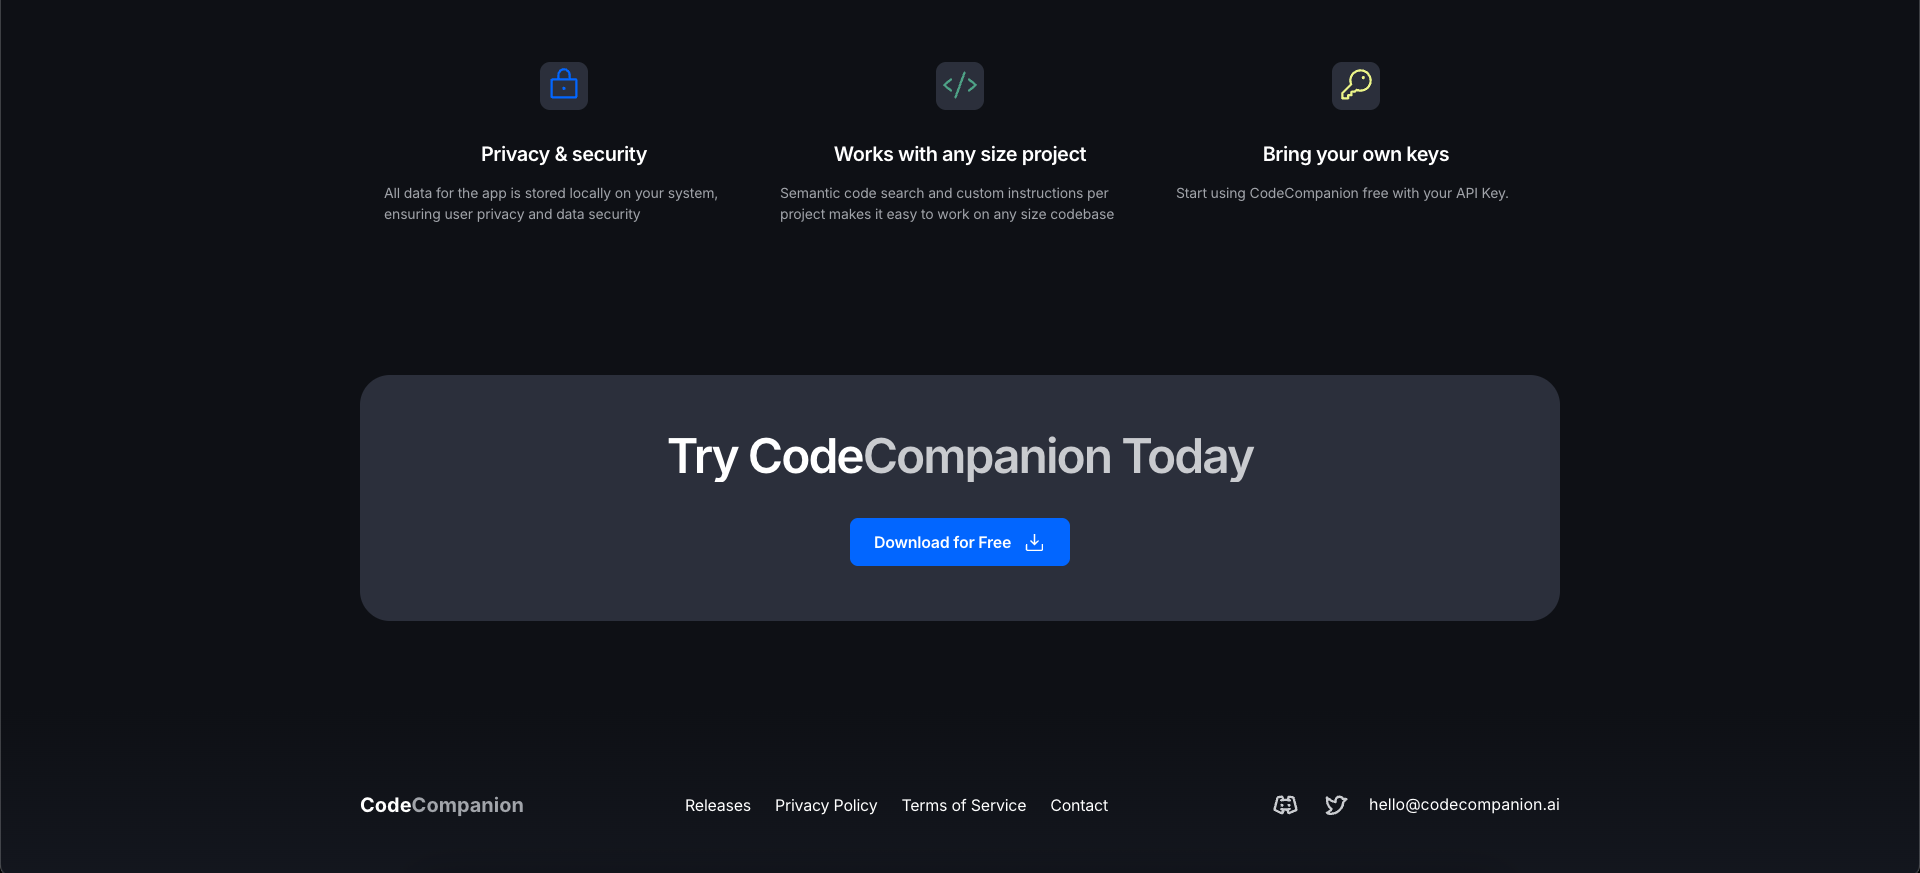 Privacy & security
All data for the app is stored locally on your system,
ensuring user privacy and data security
Works with any size project
Semantic code search and custom instructions per
project makes it easy to work on any size codebase
Bring your own keys
Start using CodeCompanion free with your API Key.
Try CodeCompanion Today
Download for Free
CodeCompanion
Releases
Privacy Policy
Terms of Service
Contact
hello@codecompanion.ai